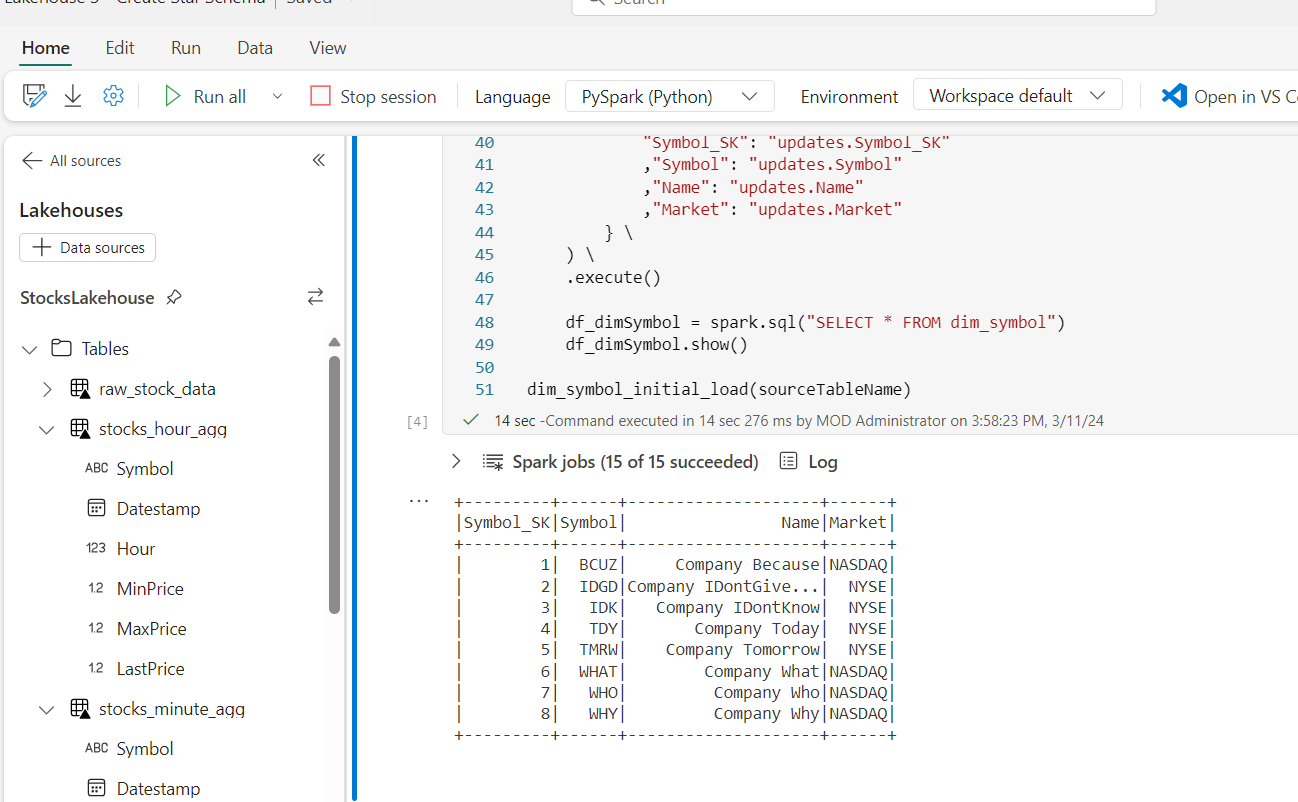 Lakehouse 3 - Create Star Schema | Saved
Search
Home Edit Run Data View
Run all Stop session Language PySpark (Python) Environment Workspace default Open in VS Co
All sources
Lakehouses
Data sources
StocksLakehouse
Tables
raw_stock_data
stocks_hour_agg
ABC Symbol
Datestamp
123 Hour
1.2 MinPrice
1.2 MaxPrice
1.2 LastPrice
stocks_minute_agg
ABC Symbol
Datestamp
40 "Symbol_SK": "updates.Symbol_SK"
41 ,"Symbol": "updates.Symbol"
42 ,"Name": "updates.Name"
43 ,"Market": "updates.Market"
44 } \
45 ) \
46 .execute()
47
48 df_dimSymbol = spark.sql("SELECT * FROM dim_symbol")
49 df_dimSymbol.show()
50
51 dim_symbol_initial_load(sourceTableName)
[4] 14 sec -Command executed in 14 sec 276 ms by MOD Administrator on 3:58:23 PM, 3/11/24
Spark jobs (15 of 15 succeeded) Log
...
+---------+------+--------------------+------+
|Symbol_SK|Symbol|                Name|Market|
+---------+------+--------------------+------+
|        1|  BCUZ|     Company Because|NASDAQ|
|        2|  IDGD|Company IDontGive...|  NYSE|
|        3|   IDK|   Company IDontKnow|  NYSE|
|        4|   TDY|       Company Today|  NYSE|
|        5|  TMRW|    Company Tomorrow|  NYSE|
|        6|  WHAT|        Company What|NASDAQ|
|        7|   WHO|         Company Who|NASDAQ|
|        8|   WHY|         Company Why|NASDAQ|
+---------+------+--------------------+------+